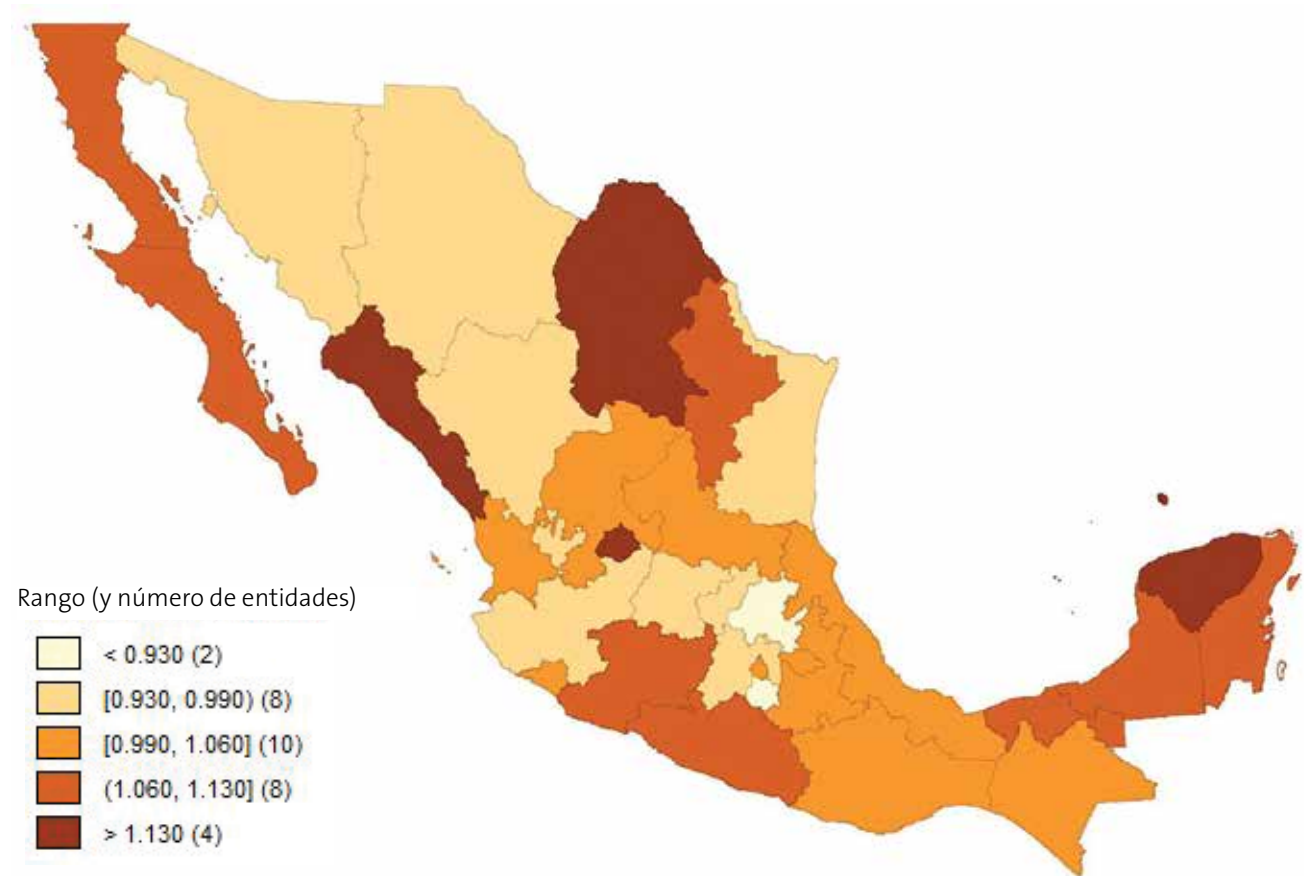 Rango (y número de entidades)
< 0.930 (2)
[0.930, 0.990) (8)
[0.990, 1.060] (10)
(1.060, 1.130] (8)
> 1.130 (4)